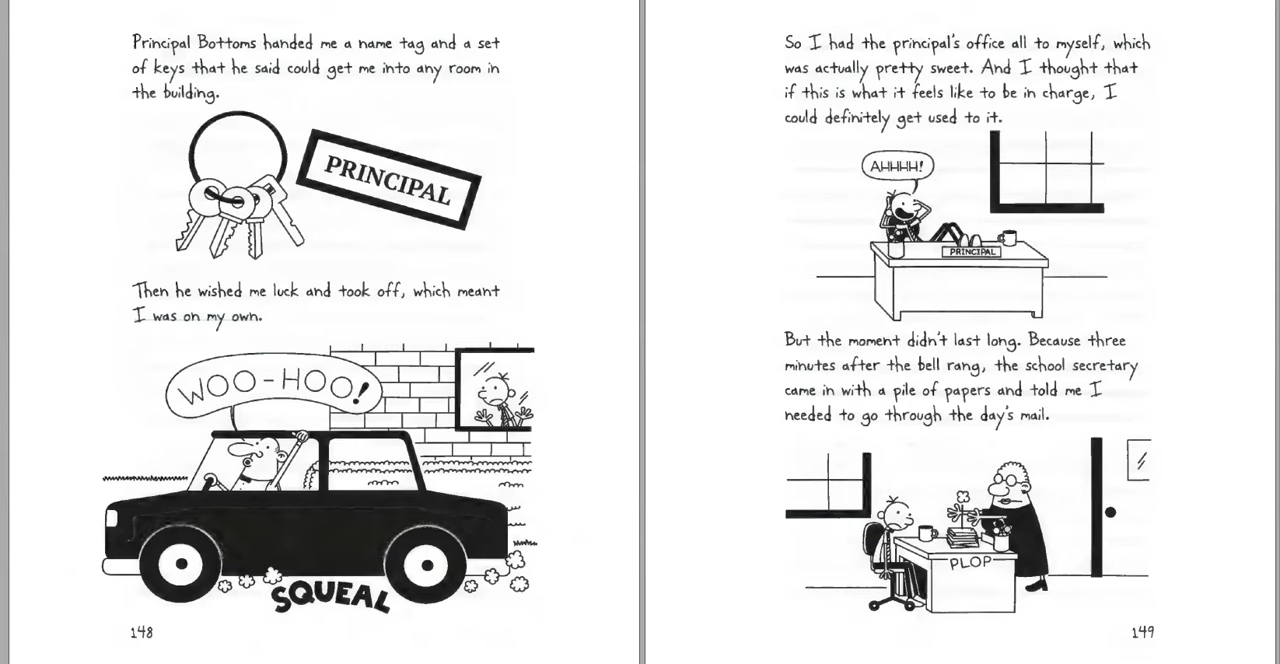 Principal Bottoms handed me a name tag and a set
of keys that he said could get me into any room in
the building.
PRINCIPAL
Then he wished me luck and took off, which meant
I was on my own.
WOO-HOO!
SQUEAL
148
So I had the principal's office all to myself, which
was actually pretty sweet. And I thought that
if this is what it feels like to be in charge, I
could definitely get used to it.
AHHHH!
PRINCIPAL
But the moment didn't last long. Because three
minutes after the bell rang, the school secretary
came in with a pile of papers and told me I
needed to go through the day's mail.
PLOP
149